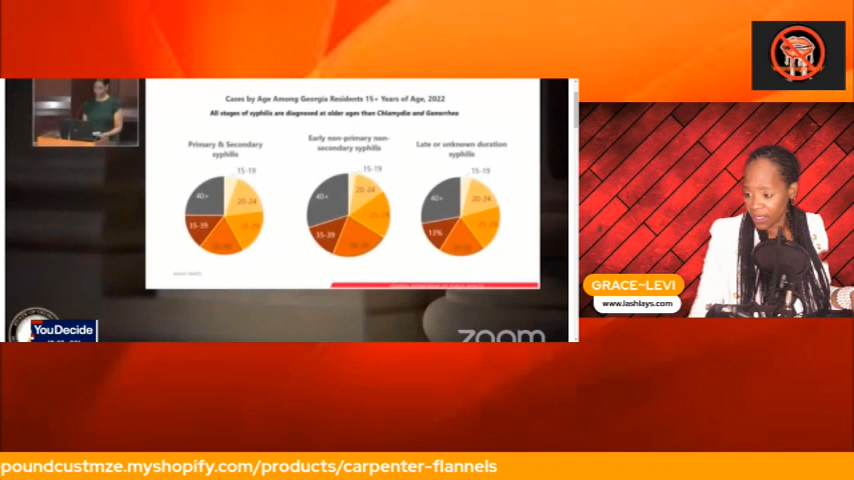 Cases by Age Among Georgia Residents 15+ Years of Age, 2022
All stages of syphilis are diagnosed at older ages than Chlamydia and Gonorrhea
Primary & Secondary
syphilis
15-19
20-24
35-39
40+
Early non-primary non-
secondary syphilis
15-19
20-24
35-39
40+
Late or unknown duration
syphilis
15-19
20-24
13%
40+
YouDecide
zoom
GRACE~LEVI
www.lashlays.com
poundcustmze.myshopify.com/products/carpenter-flannels